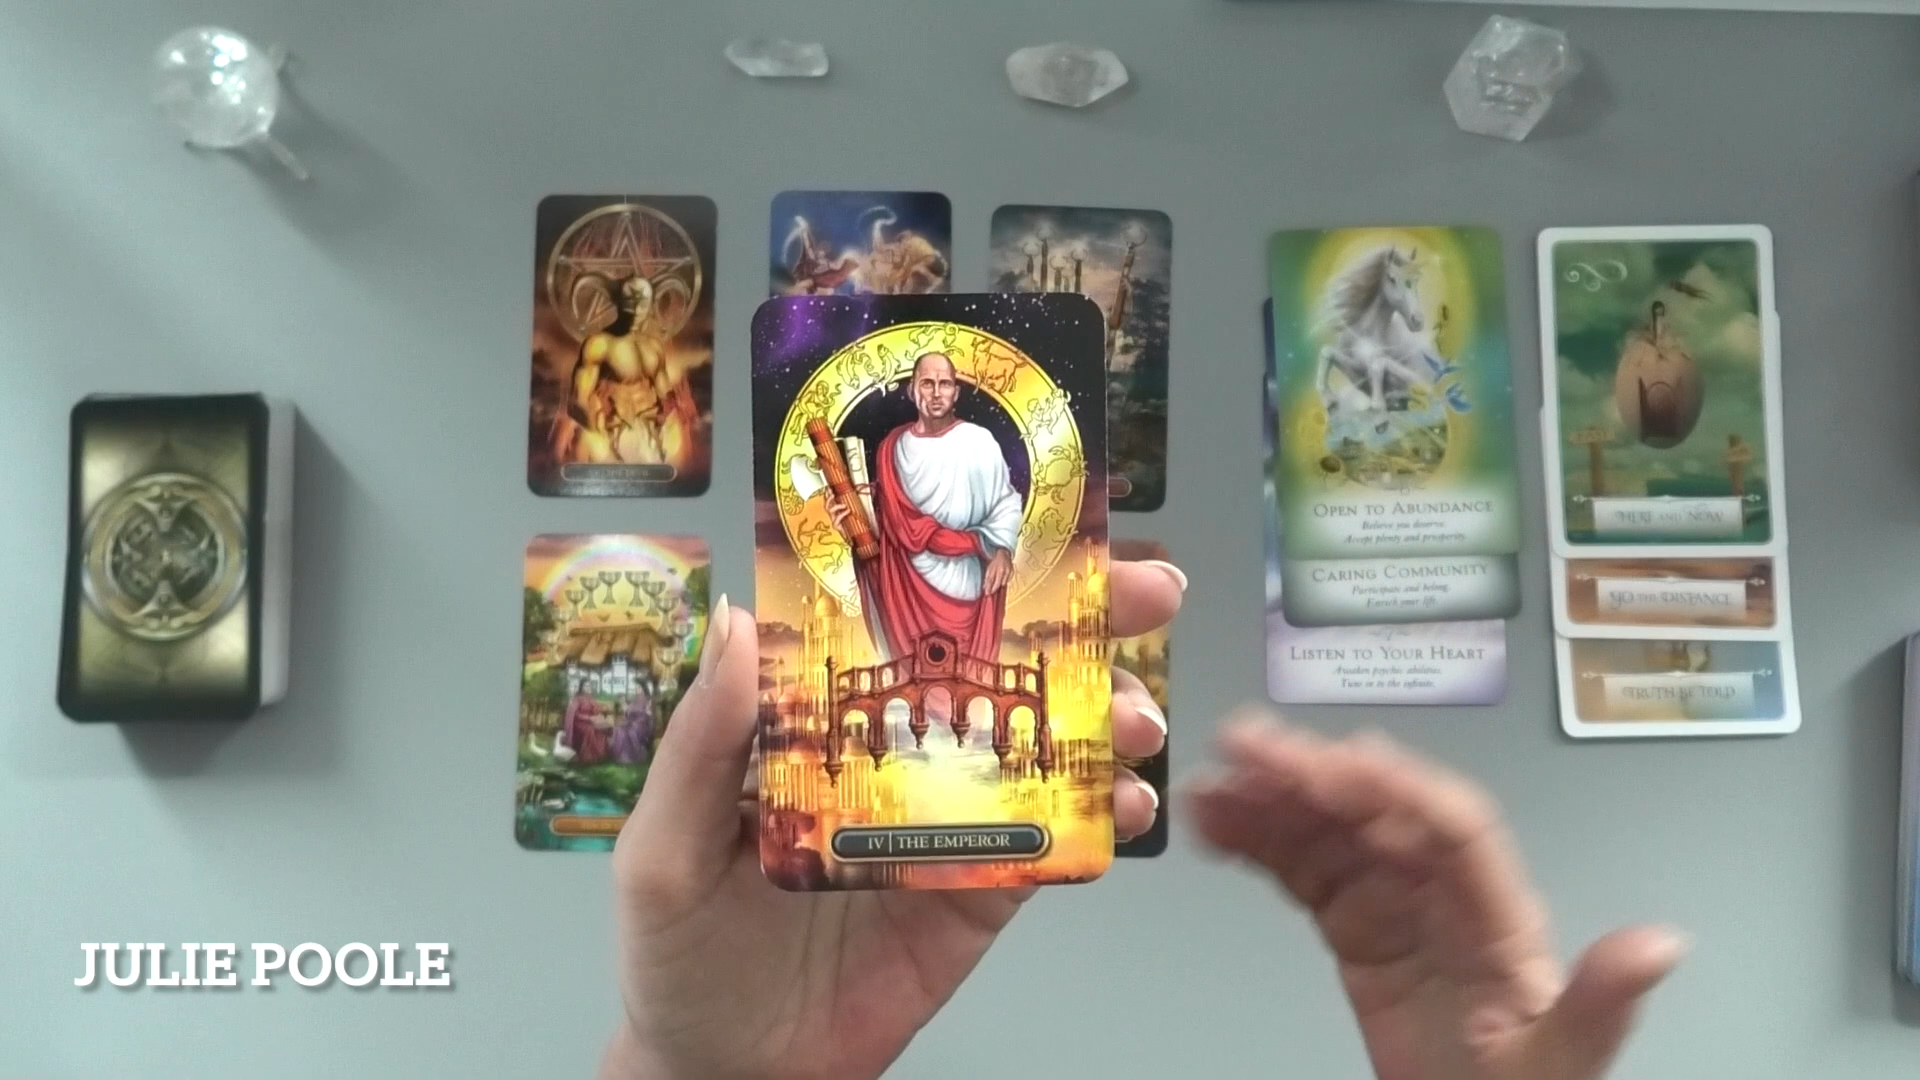 OPEN TO ABUNDANCE
Believe you deserve.
Accept plenty and prosperity.
CARING COMMUNITY
Participate and belong.
Enrich your life.
LISTEN TO YOUR HEART
Awaken psychic abilities.
Tune in to the infinite.
HERE AND NOW
GO THE DISTANCE
TRUTH BE TOLD
IV | THE EMPEROR
JULIE POOLE